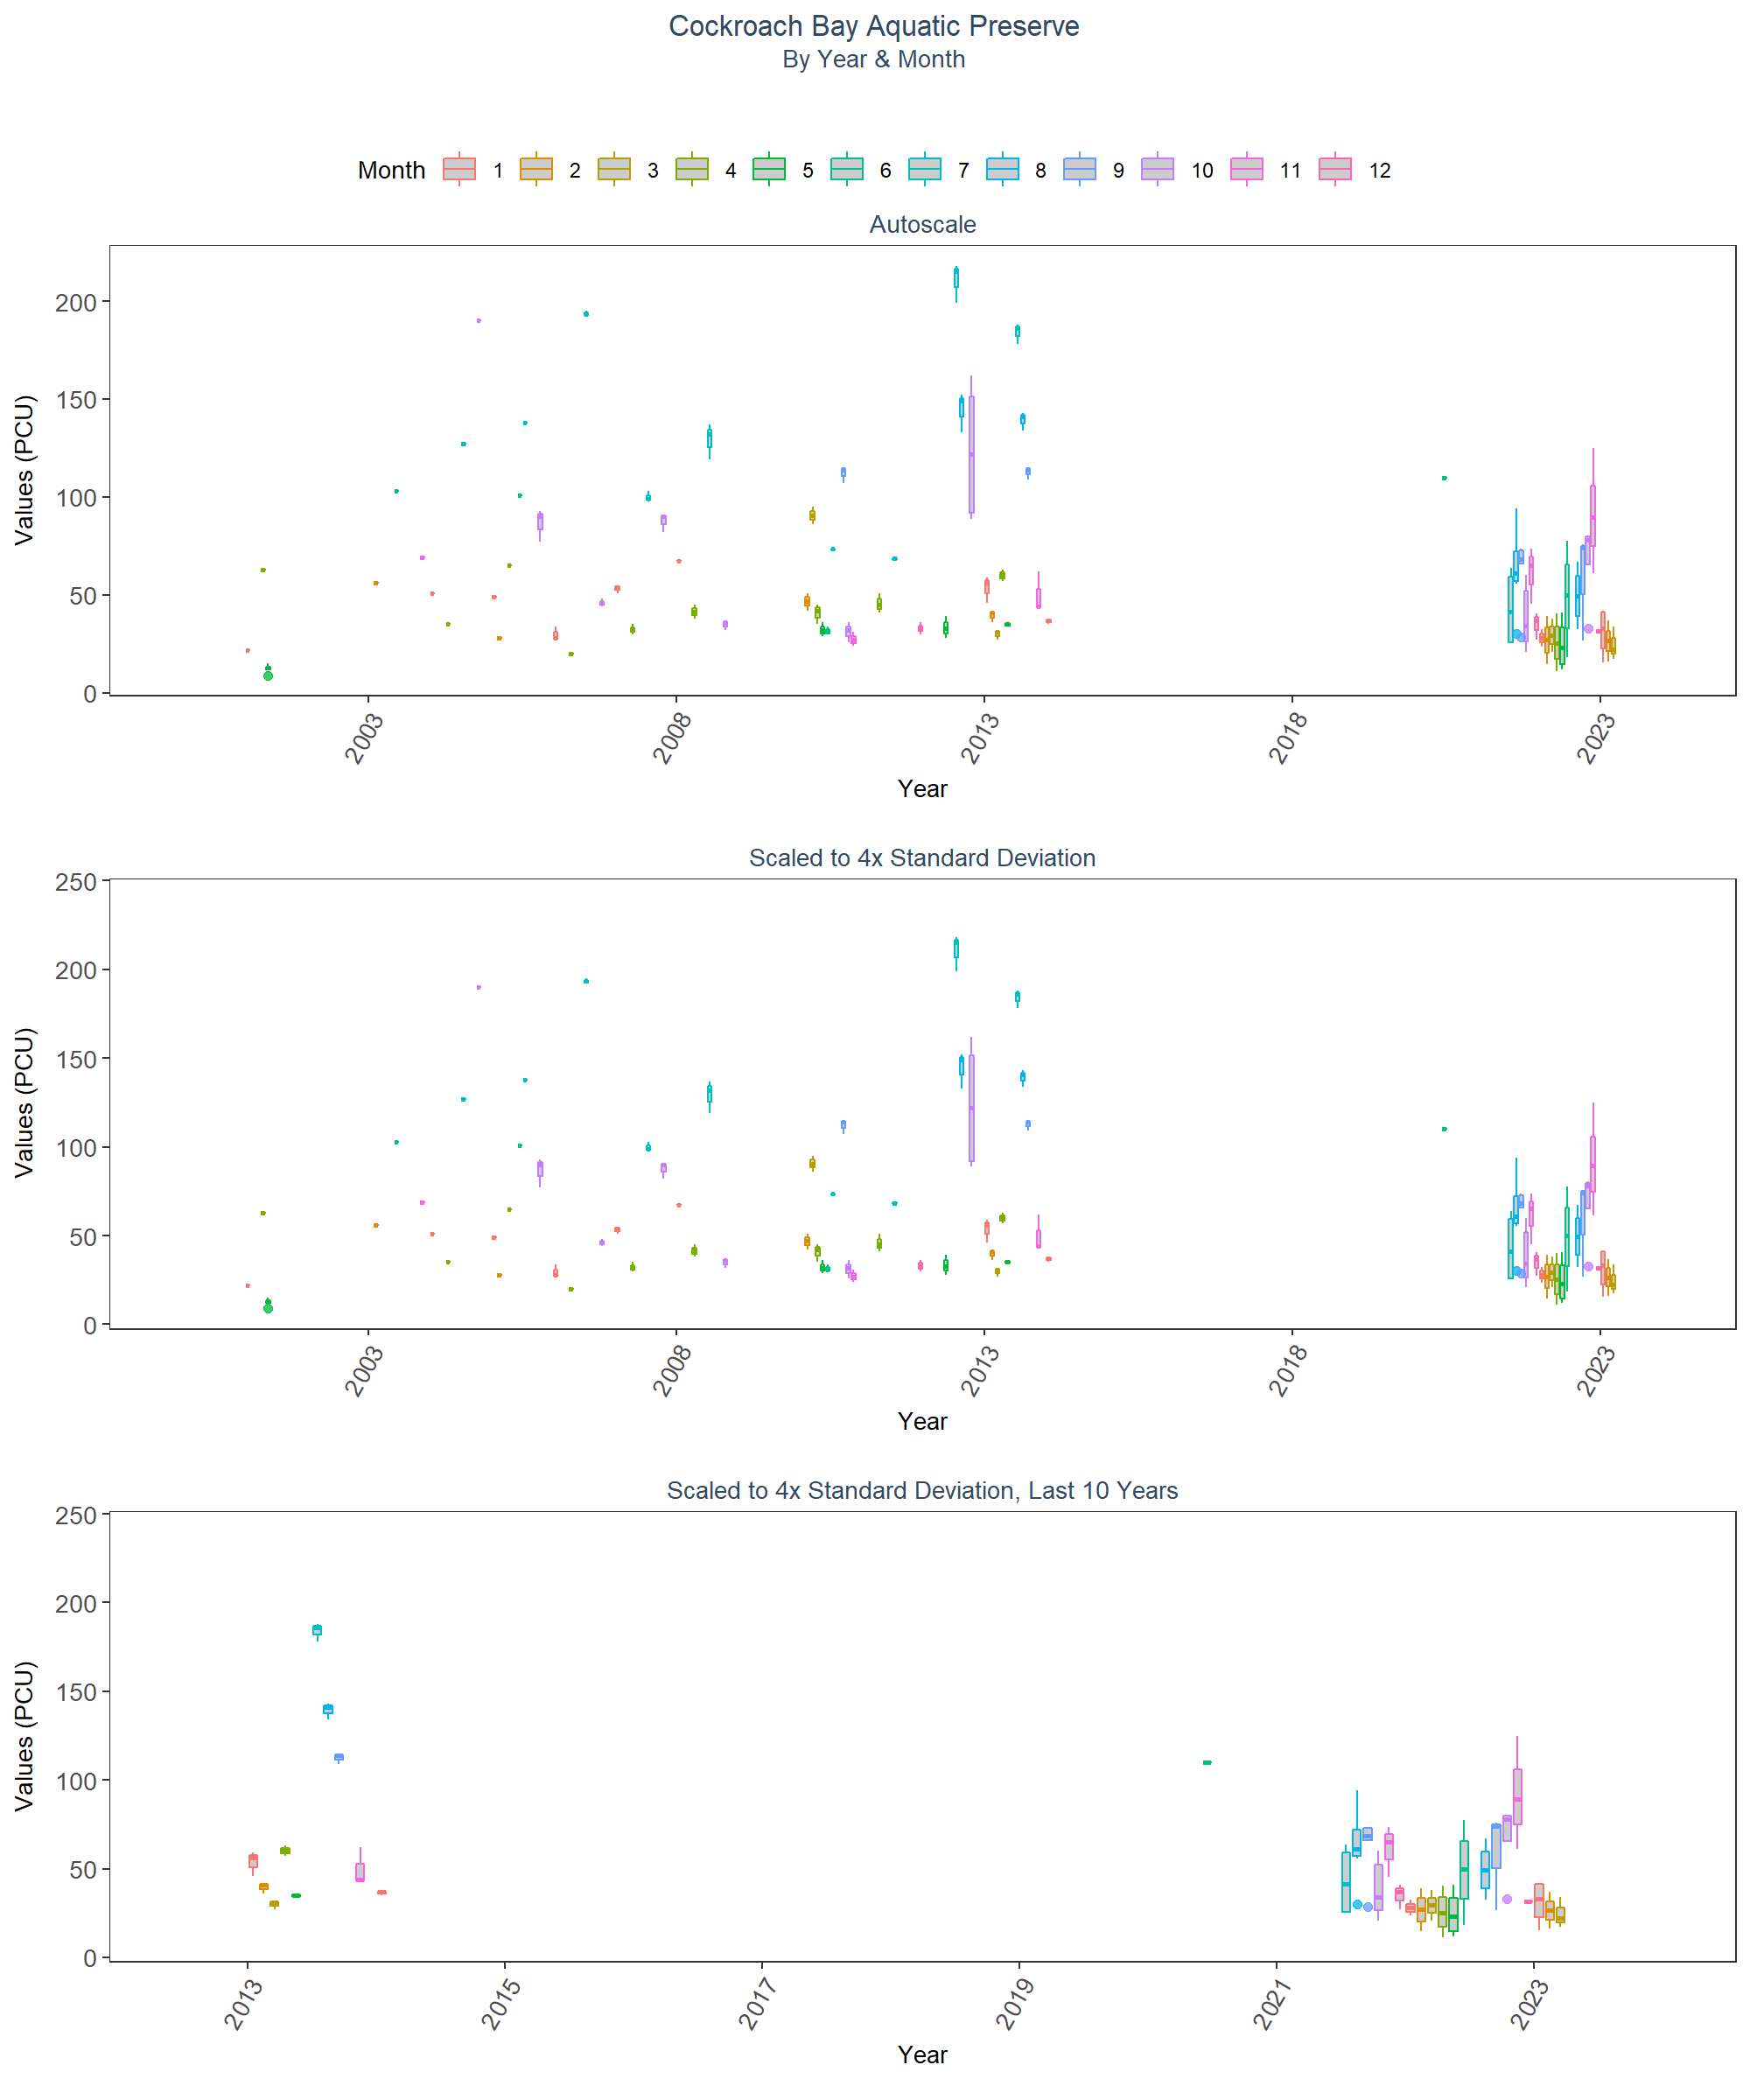 Cockroach Bay Aquatic Preserve
By Year & Month
Month 1 2 3 4 5 6 7 8 9 10 11 12
Autoscale
Values (PCU)
200
150
100
50
0
2003 2008 2013 2018 2023
Year
Scaled to 4x Standard Deviation
Values (PCU)
250
200
150
100
50
0
2003 2008 2013 2018 2023
Year
Scaled to 4x Standard Deviation, Last 10 Years
Values (PCU)
250
200
150
100
50
0
2013 2015 2017 2019 2021 2023
Year